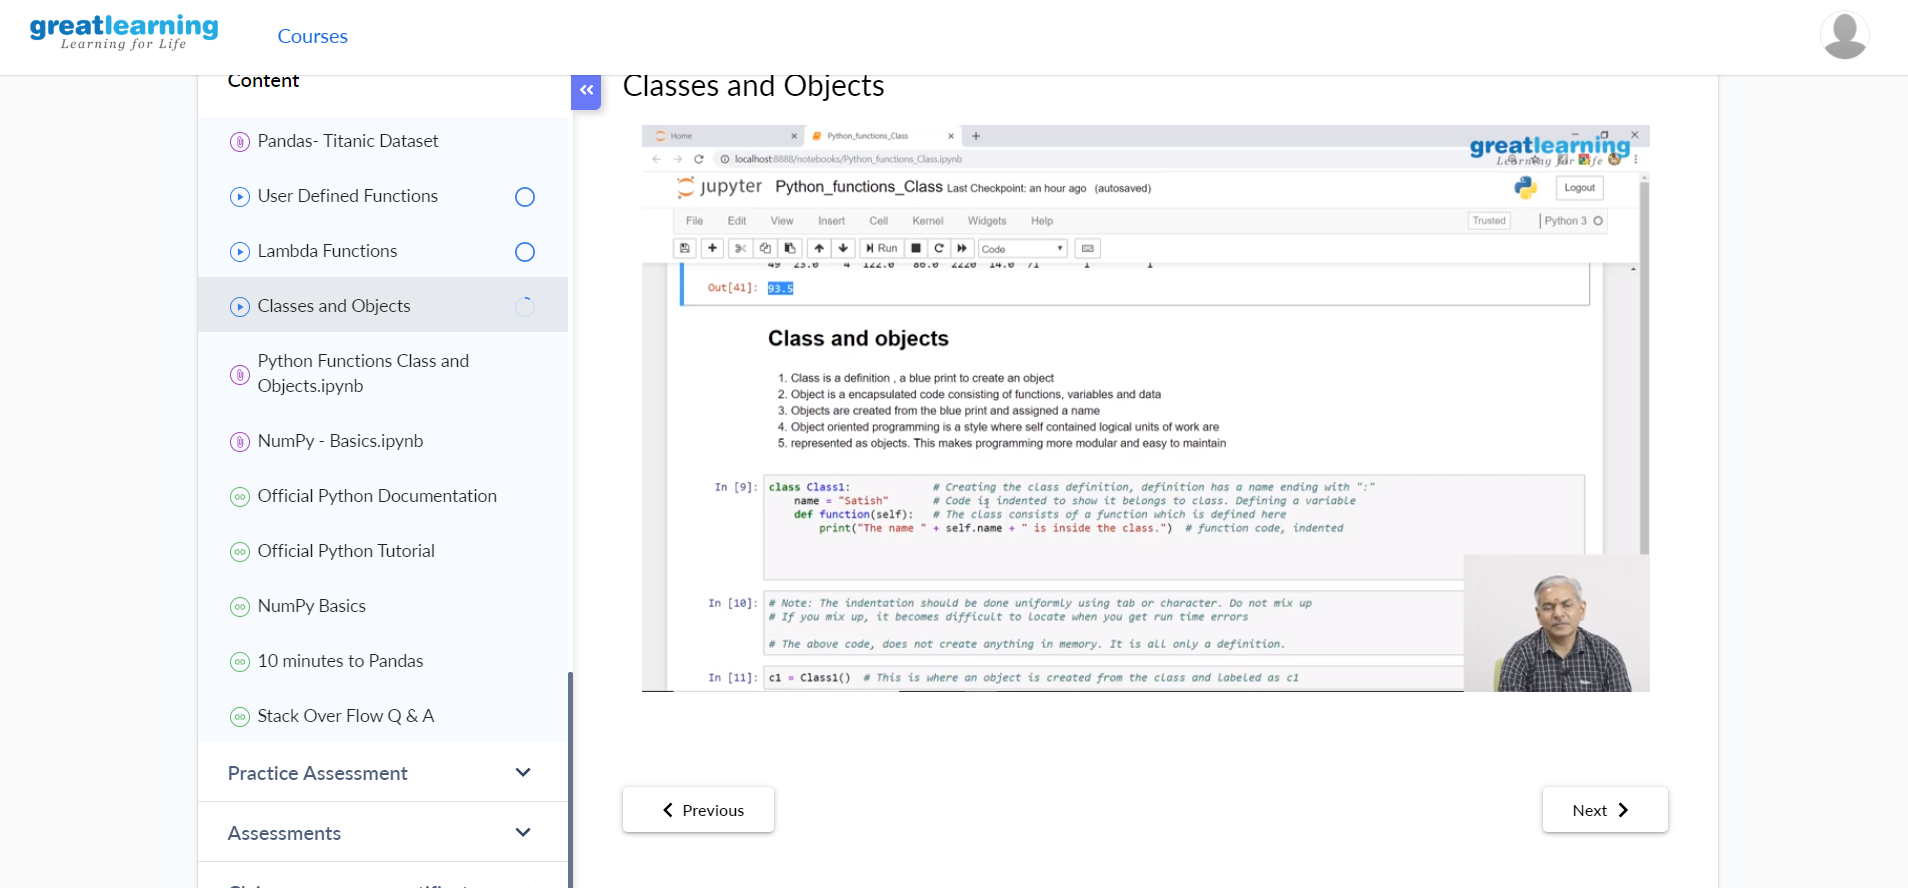 greatlearning
Learning for Life
Courses
Content
Pandas- Titanic Dataset
User Defined Functions
Lambda Functions
Classes and Objects
Python Functions Class and
Objects.ipynb
NumPy - Basics.ipynb
Official Python Documentation
Official Python Tutorial
NumPy Basics
10 minutes to Pandas
Stack Over Flow Q & A
Practice Assessment
Assessments
Classes and Objects
Home
Python_functions_Class
greatlearning
Learning for Life
localhost:8888/notebooks/Python_functions_Class.ipynb
jupyter Python_functions_Class Last Checkpoint: an hour ago (autosaved)
Logout
File Edit View Insert Cell Kernel Widgets Help
Trusted
Python 3
Run
Code
49 23.0 4 122.0 86.0 2220 14.0 71 1 1
Out[41]: 93.5
Class and objects
1. Class is a definition , a blue print to create an object
2. Object is a encapsulated code consisting of functions, variables and data
3. Objects are created from the blue print and assigned a name
4. Object oriented programming is a style where self contained logical units of work are
5. represented as objects. This makes programming more modular and easy to maintain
In [9]: class Class1: # Creating the class definition, definition has a name ending with ":"
name = "Satish" # Code is indented to show it belongs to class. Defining a variable
def function(self): # The class consists of a function which is defined here
print("The name " + self.name + " is inside the class.") # function code, indented
In [10]: # Note: The indentation should be done uniformly using tab or character. Do not mix up
# If you mix up, it becomes difficult to locate when you get run time errors
# The above code, does not create anything in memory. It is all only a definition.
In [11]: c1 = Class1() # This is where an object is created from the class and labeled as c1
Previous
Next